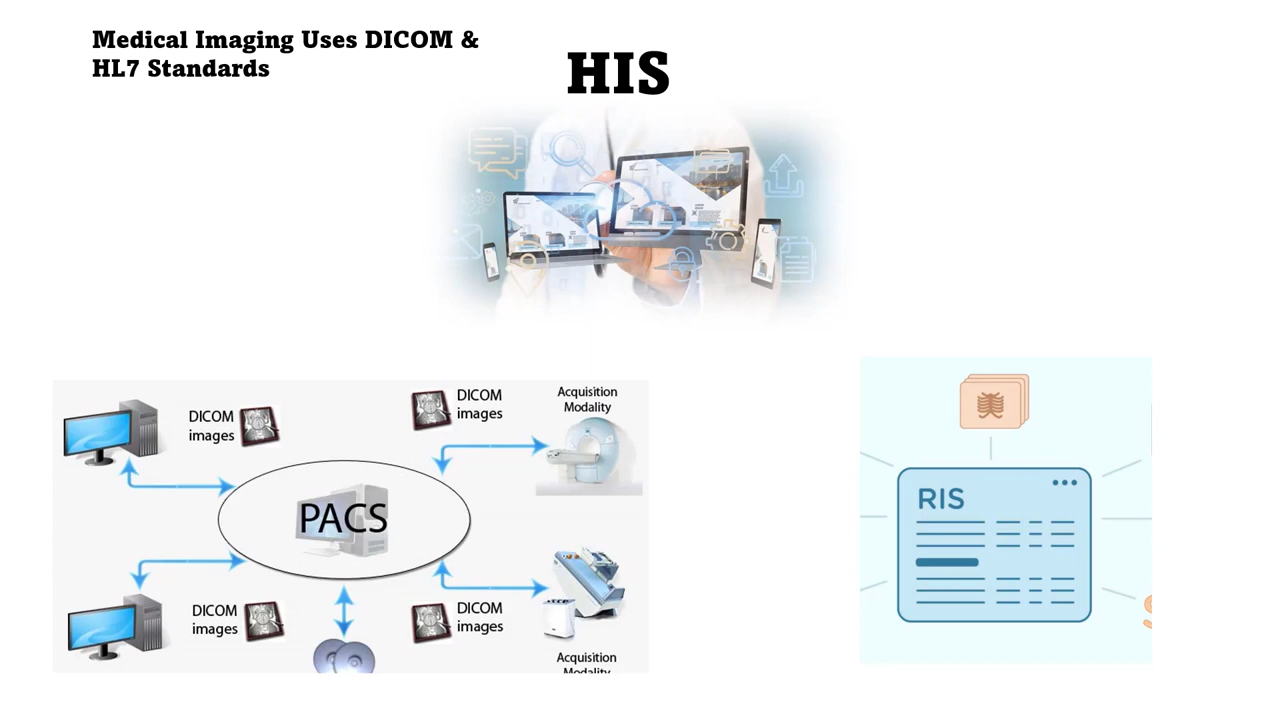 Medical Imaging Uses DICOM &
HL7 Standards
HIS
DICOM
images
DICOM
images
Acquisition
Modality
PACS
RIS
DICOM
images
DICOM
images
Acquisition
Modality